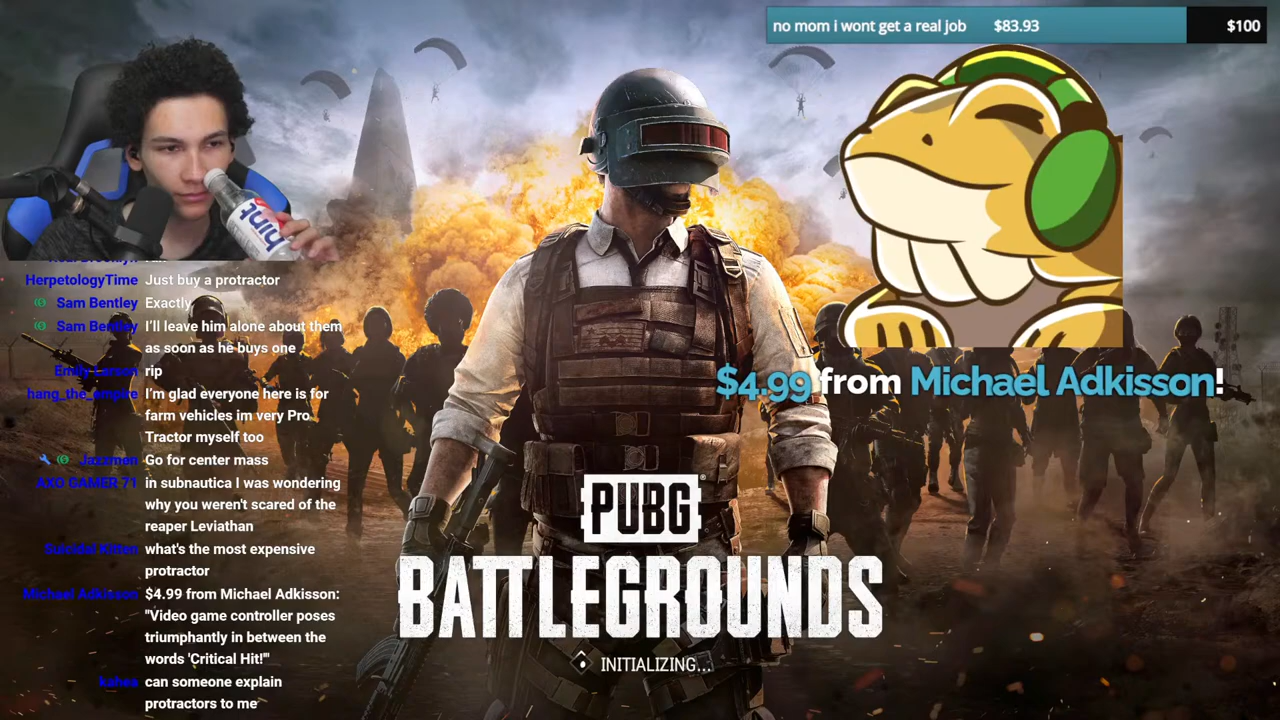 no mom i wont get a real job $83.93 $100
HerpetologyTime Just buy a protractor
Sam Bentley Exactly
Sam Bentley I'll leave him alone about them
as soon as he buys one
Emily Larson rip
hang_the_empire I'm glad everyone here is for
farm vehicles im very Pro
Tractor myself too
Jazzmen Go for center mass
AXO GAMER 71 in subnautica I was wondering
why you weren't scared of the
reaper Leviathan
Suicidal Kitten what's the most expensive
protractor
Michael Adkisson $4.99 from Michael Adkisson:
"Video game controller poses
triumphantly in between the
words 'Critical Hit!'"
kahea can someone explain
protractors to me
hint
$4.99 from Michael Adkisson!
PUBG
BATTLEGROUNDS
INITIALIZING...